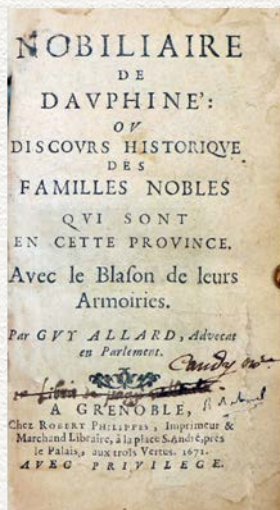 NOBILIAIRE
DE
DAVPHINE':
OV
DISCOVRS HISTORIQVE
DES
FAMILLES NOBLES
QVI SONT
EN CETTE PROVINCE.
Avec le Blaſon de leurs
Armoiries.
Par GVY ALLARD, Advocat
en Parlement.
A GRENOBLE,
Chez ROBERT PHILIPPES, Imprimeur &
Marchand Libraire, à la place S. André, prés
le Palais, aux trois Vertus. 1671.
AVEC PRIVILEGE.